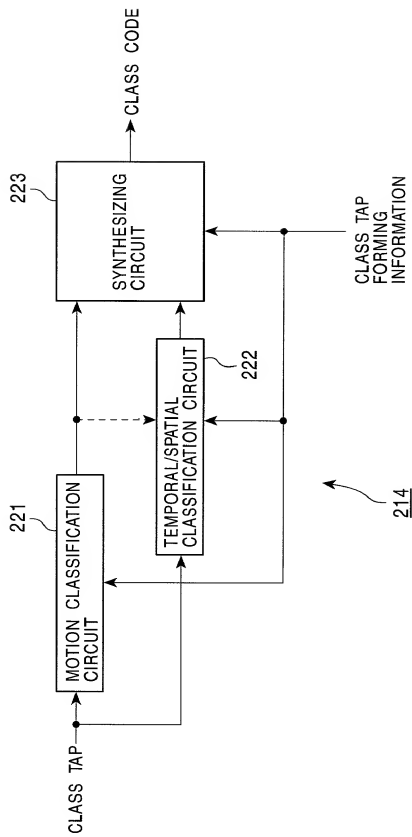 CLASS TAP
221
MOTION CLASSIFICATION
CIRCUIT
TEMPORAL/SPATIAL
CLASSIFICATION CIRCUIT
222
223
SYNTHESIZING
CIRCUIT
CLASS CODE
CLASS TAP
FORMING
INFORMATION
214